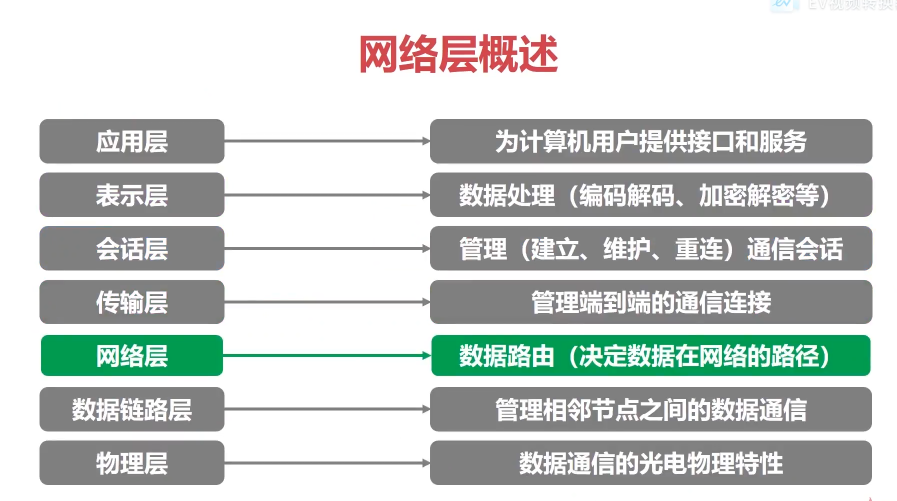 EV视频转换
网络层概述
应用层 为计算机用户提供接口和服务
表示层 数据处理（编码解码、加密解密等）
会话层 管理（建立、维护、重连）通信会话
传输层 管理端到端的通信连接
网络层 数据路由（决定数据在网络的路径）
数据链路层 管理相邻节点之间的数据通信
物理层 数据通信的光电物理特性